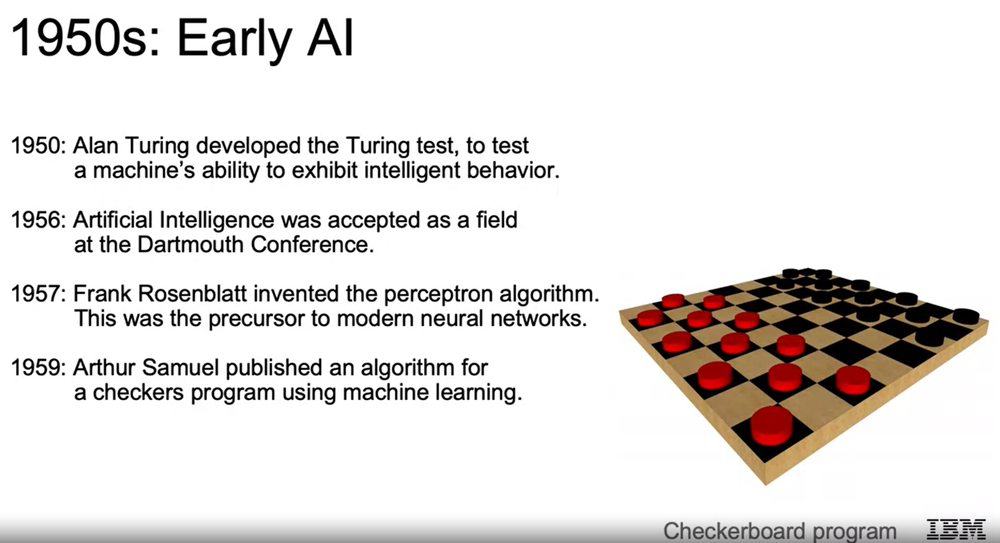 1950s: Early AI
1950: Alan Turing developed the Turing test, to test
a machine's ability to exhibit intelligent behavior.
1956: Artificial Intelligence was accepted as a field
at the Dartmouth Conference.
1957: Frank Rosenblatt invented the perceptron algorithm.
This was the precursor to modern neural networks.
1959: Arthur Samuel published an algorithm for
a checkers program using machine learning.
Checkerboard program
IBM